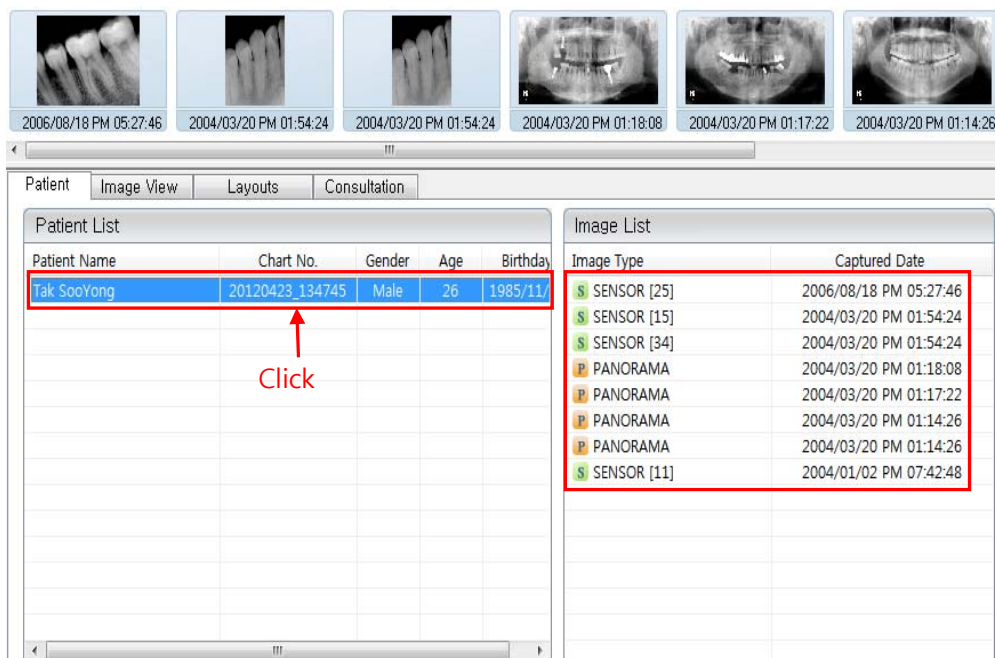 2006/08/18 PM 05:27:46 2004/03/20 PM 01:54:24 2004/03/20 PM 01:54:24 2004/03/20 PM 01:18:08 2004/03/20 PM 01:17:22 2004/03/20 PM 01:14:26
Patient Image View Layouts Consultation
Patient List Image List
Patient Name Chart No. Gender Age Birthday Image Type Captured Date
Tak SooYong 20120423_134745 Male 26 1985/11/ S SENSOR [25] 2006/08/18 PM 05:27:46
S SENSOR [15] 2004/03/20 PM 01:54:24
S SENSOR [34] 2004/03/20 PM 01:54:24
P PANORAMA 2004/03/20 PM 01:18:08
Click
P PANORAMA 2004/03/20 PM 01:17:22
P PANORAMA 2004/03/20 PM 01:14:26
P PANORAMA 2004/03/20 PM 01:14:26
S SENSOR [11] 2004/01/02 PM 07:42:48